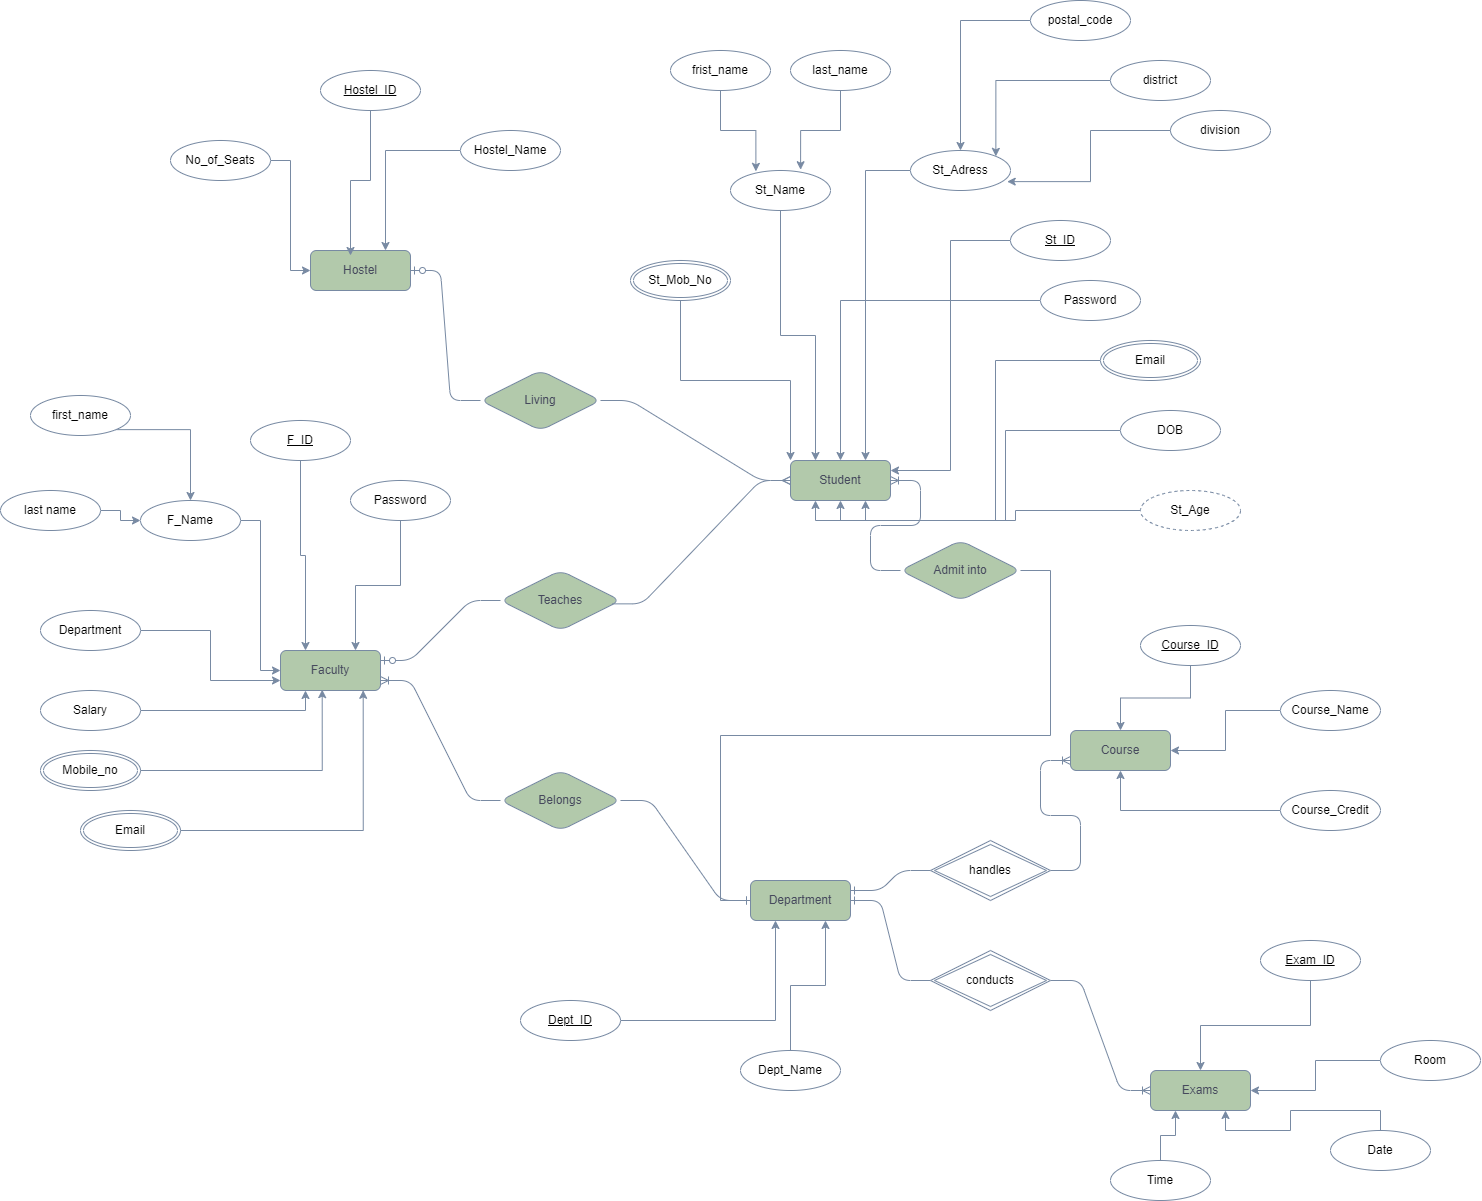 postal_code
frist_name
last_name
district
Hostel_ID
division
Hostel_Name
No_of_Seats
St_Adress
St_Name
St_ID
Hostel
St_Mob_No
Password
Email
Living
first_name
DOB
F_ID
Student
Password
last name
F_Name
St_Age
Admit into
Teaches
Department
Course_ID
Faculty
Salary
Course_Name
Course
Mobile_no
Belongs
Course_Credit
Email
handles
Department
Exam_ID
conducts
Dept_ID
Room
Dept_Name
Exams
Date
Time